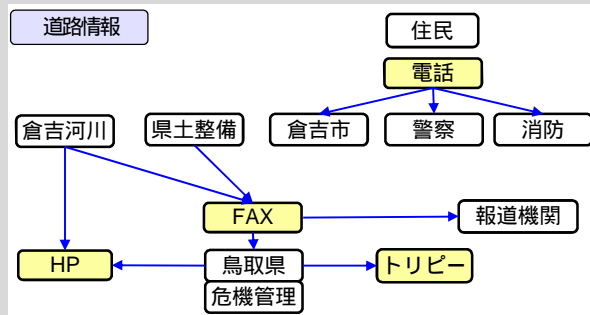 道路情報
住民
電話
倉吉河川
県土整備
倉吉市
警察
消防
FAX
報道機関
HP
鳥取県
トリピー
危機管理